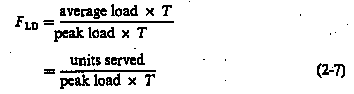 F_LD = average load × T / peak load × T
= units served / peak load × T (2-7)